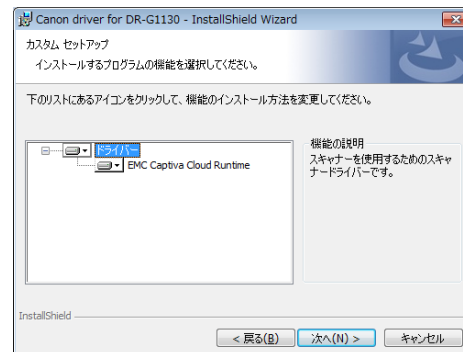 Canon driver for DR-G1130 - InstallShield Wizard
カスタム セットアップ
インストールするプログラムの機能を選択してください。
下のリストにあるアイコンをクリックして、機能のインストール方法を変更してください。
ドライバー
EMC Captiva Cloud Runtime
機能の説明
スキャナーを使用するためのスキャ
ナードライバーです。
InstallShield
< 戻る(B)
次へ(N) >
キャンセル